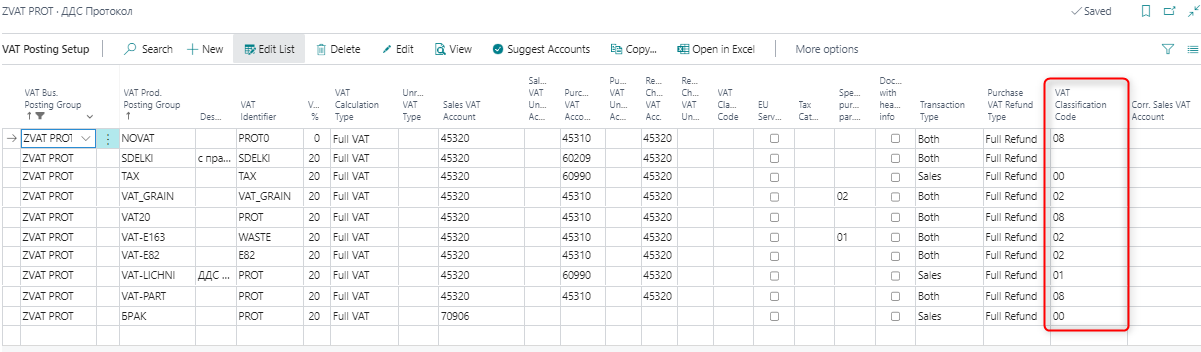 ZVAT PROT · ДДС Протокол
Saved
VAT Posting Setup Search New Edit List Delete Edit View Suggest Accounts Copy... Open in Excel More options
VAT Bus. Posting Group ↑ VAT Prod. Posting Group ↑ Des... VAT Identifier V... % VAT Calculation Type Unr... VAT Type Sales VAT Account Sal... VAT Un... Ac... Purc... VAT Acco... Pu... VAT Un... Ac... Re... Ch... VAT Acc. Re... Ch... VAT Un... VAT Cla... Code EU Serv... Tax Cat... Spe... pur... par... Doc... with hea... info Transaction Type Purchase VAT Refund Type VAT Classification Code Corr. Sales VAT Account
ZVAT PROT NOVAT PROT0 0 Full VAT 45320 45310 45320 Both Full Refund 08
ZVAT PROT SDELKI с пра... SDELKI 20 Full VAT 45320 60209 45320 Both Full Refund
ZVAT PROT TAX TAX 20 Full VAT 45320 60990 45320 Sales Full Refund 00
ZVAT PROT VAT_GRAIN VAT_GRAIN 20 Full VAT 45320 45310 45320 02 Both Full Refund 02
ZVAT PROT VAT20 PROT 20 Full VAT 45320 45310 45320 Both Full Refund 08
ZVAT PROT VAT-E163 WASTE 20 Full VAT 45320 45310 45320 01 Both Full Refund 02
ZVAT PROT VAT-E82 E82 20 Full VAT 45320 45310 45320 Both Full Refund 02
ZVAT PROT VAT-LICHNI ДДС ... PROT 20 Full VAT 45320 60990 45320 Sales Full Refund 01
ZVAT PROT VAT-PART PROT 20 Full VAT 45320 45310 45320 Both Full Refund 08
ZVAT PROT БРАК PROT 20 Full VAT 70906 Sales Full Refund 00